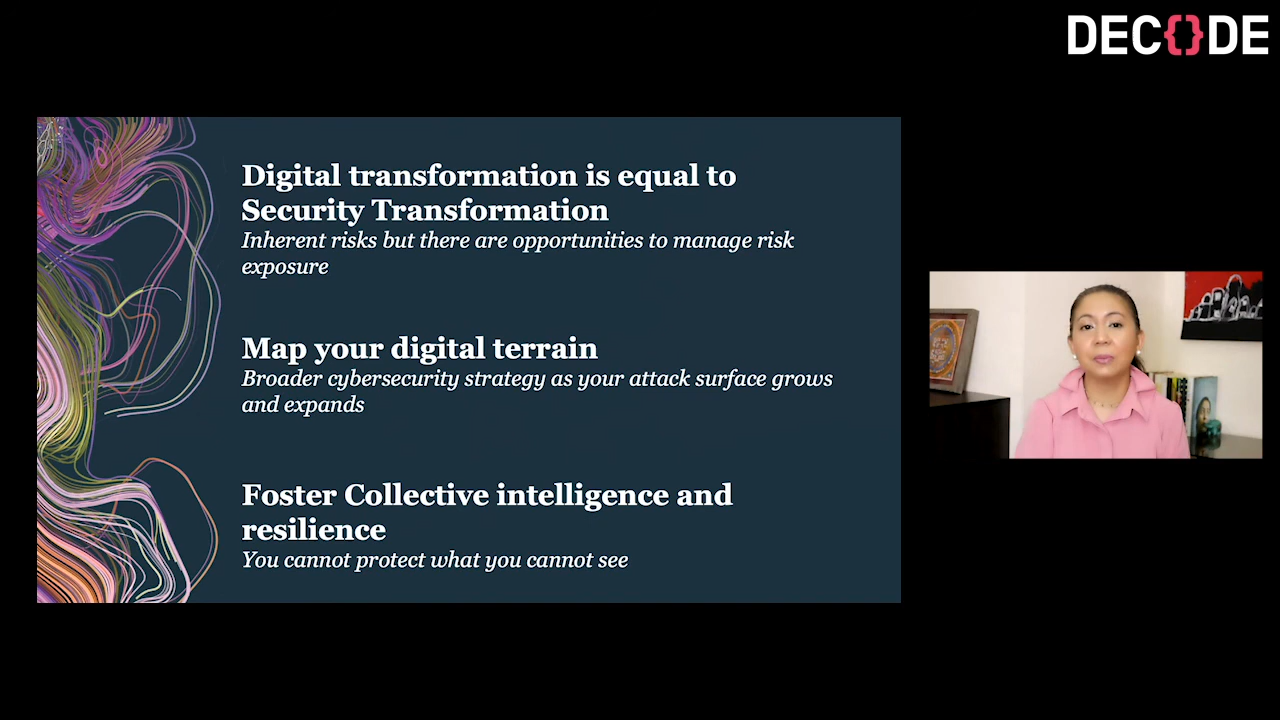 DEC{}DE
Digital transformation is equal to
Security Transformation
Inherent risks but there are opportunities to manage risk
exposure
Map your digital terrain
Broader cybersecurity strategy as your attack surface grows
and expands
Foster Collective intelligence and
resilience
You cannot protect what you cannot see